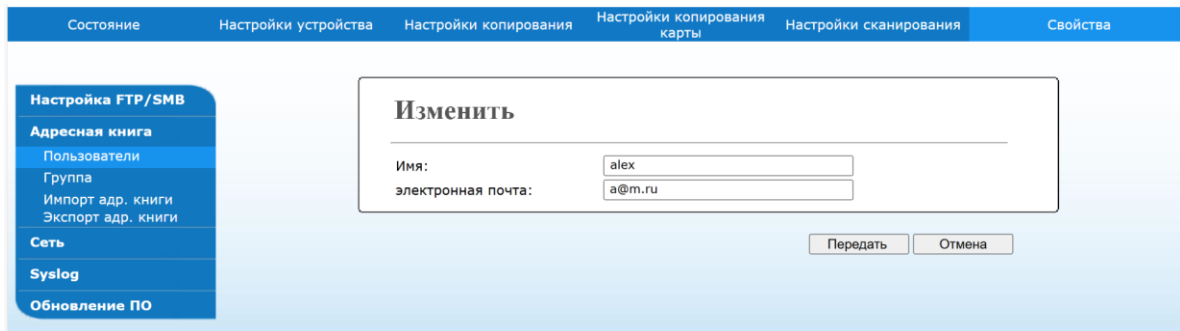 Состояние
Настройки устройства
Настройки копирования
Настройки копирования
карты
Настройки сканирования
Свойства
Настройка FTP/SMB
Адресная книга
Пользователи
Группа
Импорт адр. книги
Экспорт адр. книги
Сеть
Syslog
Обновление ПО
Изменить
Имя: alex
электронная почта: a@m.ru
Передать Отмена